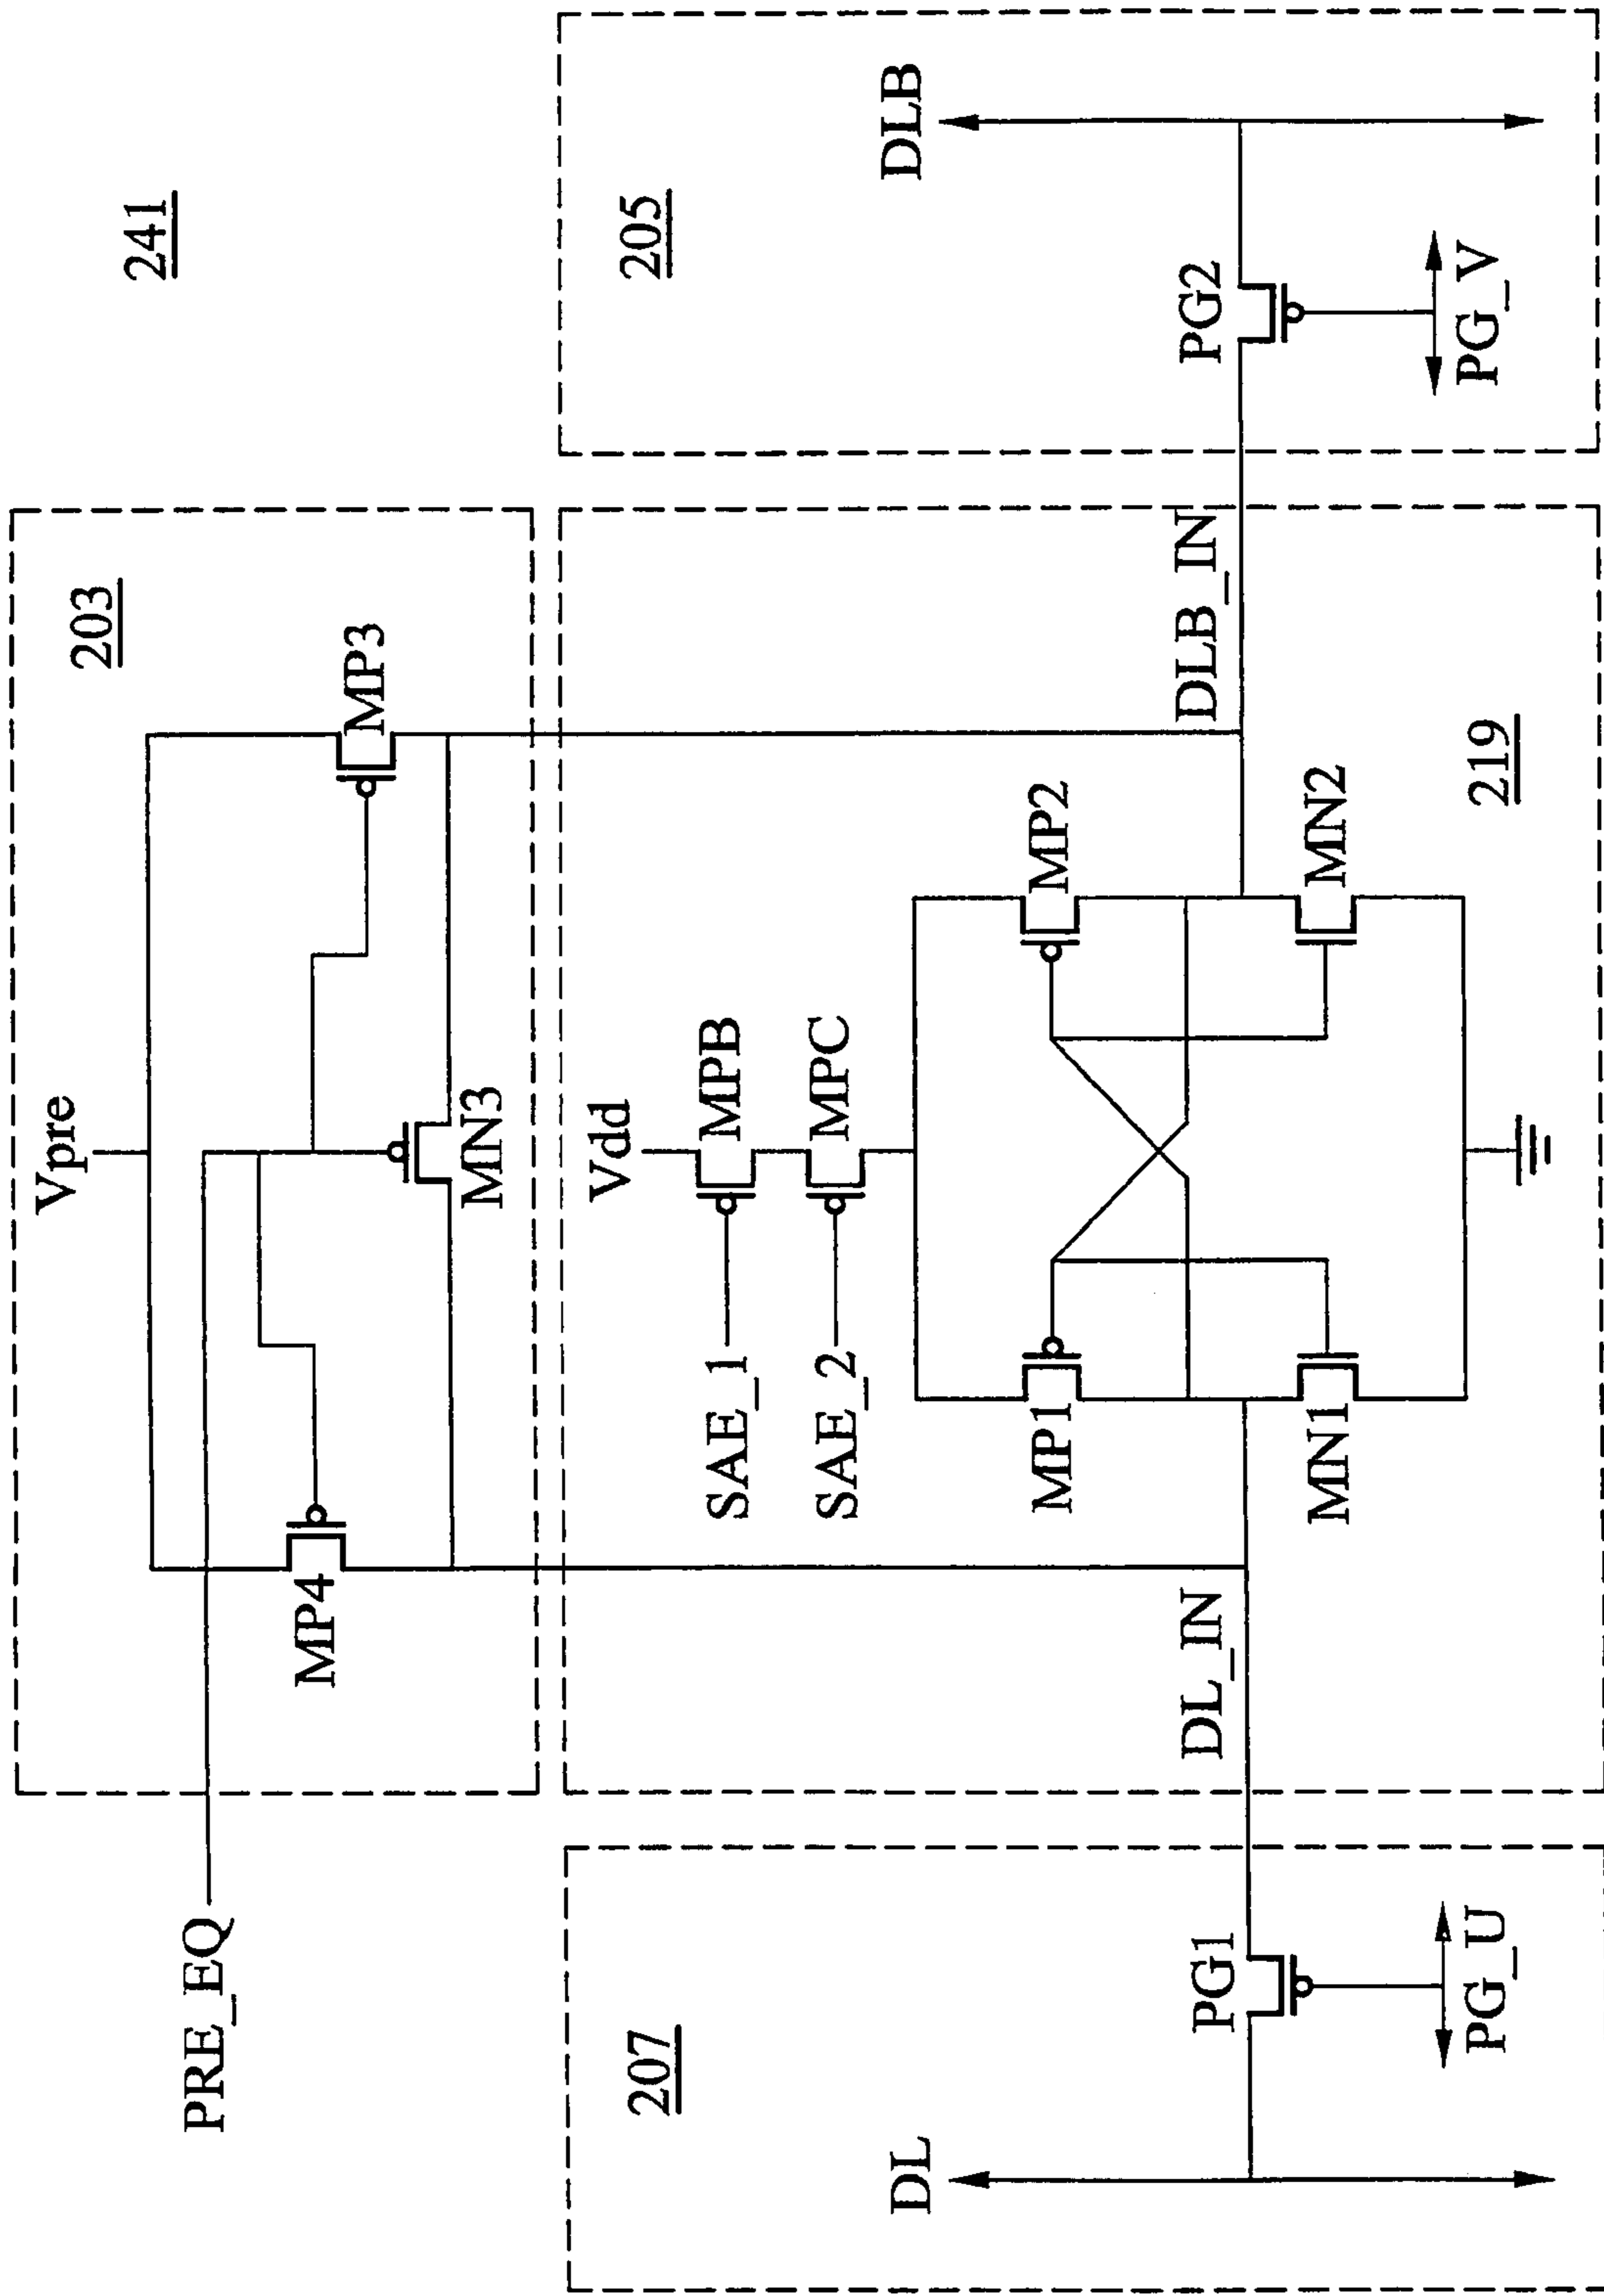 241
Vpre
203
PRE_EQ
MP4
MP3
MN3
207
205
Vdd
SAE_1
MPB
SAE_2
MPC
DL
DLB
MP1
MP2
PG1
DL_IN
DLB_IN
PG2
MN1
MN2
PG_U
PG_V
219